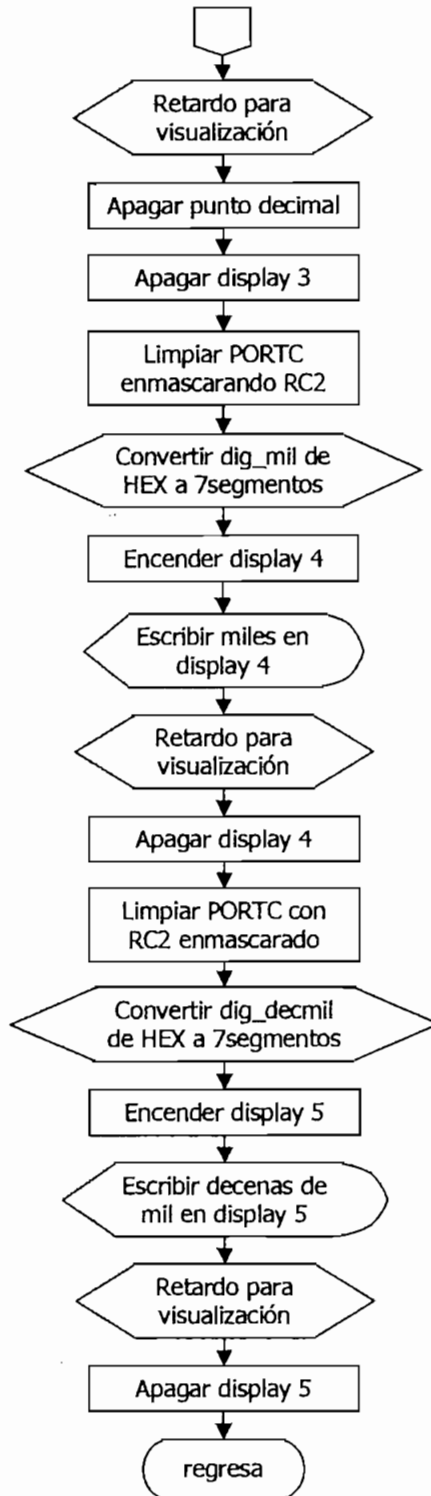 Retardo para
visualización
Apagar punto decimal
Apagar display 3
Limpiar PORTC
enmascarando RC2
Convertir dig_mil de
HEX a 7segmentos
Encender display 4
Escribir miles en
display 4
Retardo para
visualización
Apagar display 4
Limpiar PORTC con
RC2 enmascarado
Convertir dig_decmil
de HEX a 7segmentos
Encender display 5
Escribir decenas de
mil en display 5
Retardo para
visualización
Apagar display 5
regresa